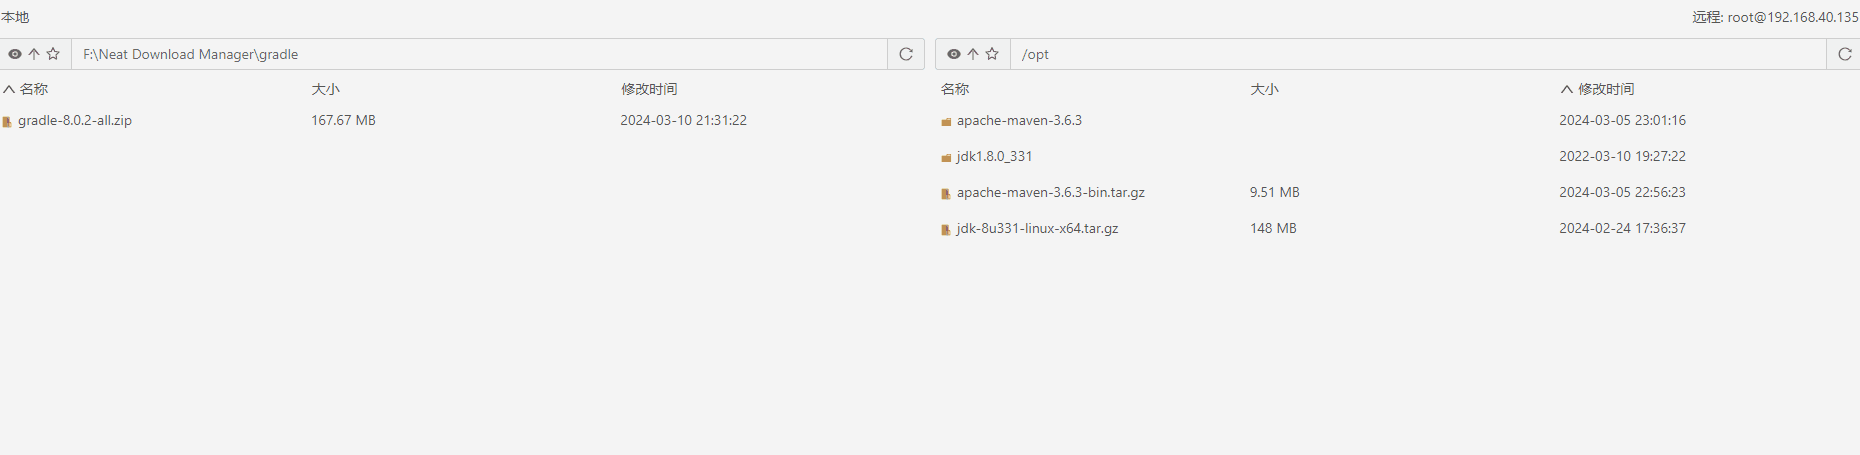 本地 远程: root@192.168.40.135
F:\Neat Download Manager\gradle /opt
名称 大小 修改时间 名称 大小 修改时间
gradle-8.0.2-all.zip 167.67 MB 2024-03-10 21:31:22 apache-maven-3.6.3 2024-03-05 23:01:16
jdk1.8.0_331 2022-03-10 19:27:22
apache-maven-3.6.3-bin.tar.gz 9.51 MB 2024-03-05 22:56:23
jdk-8u331-linux-x64.tar.gz 148 MB 2024-02-24 17:36:37